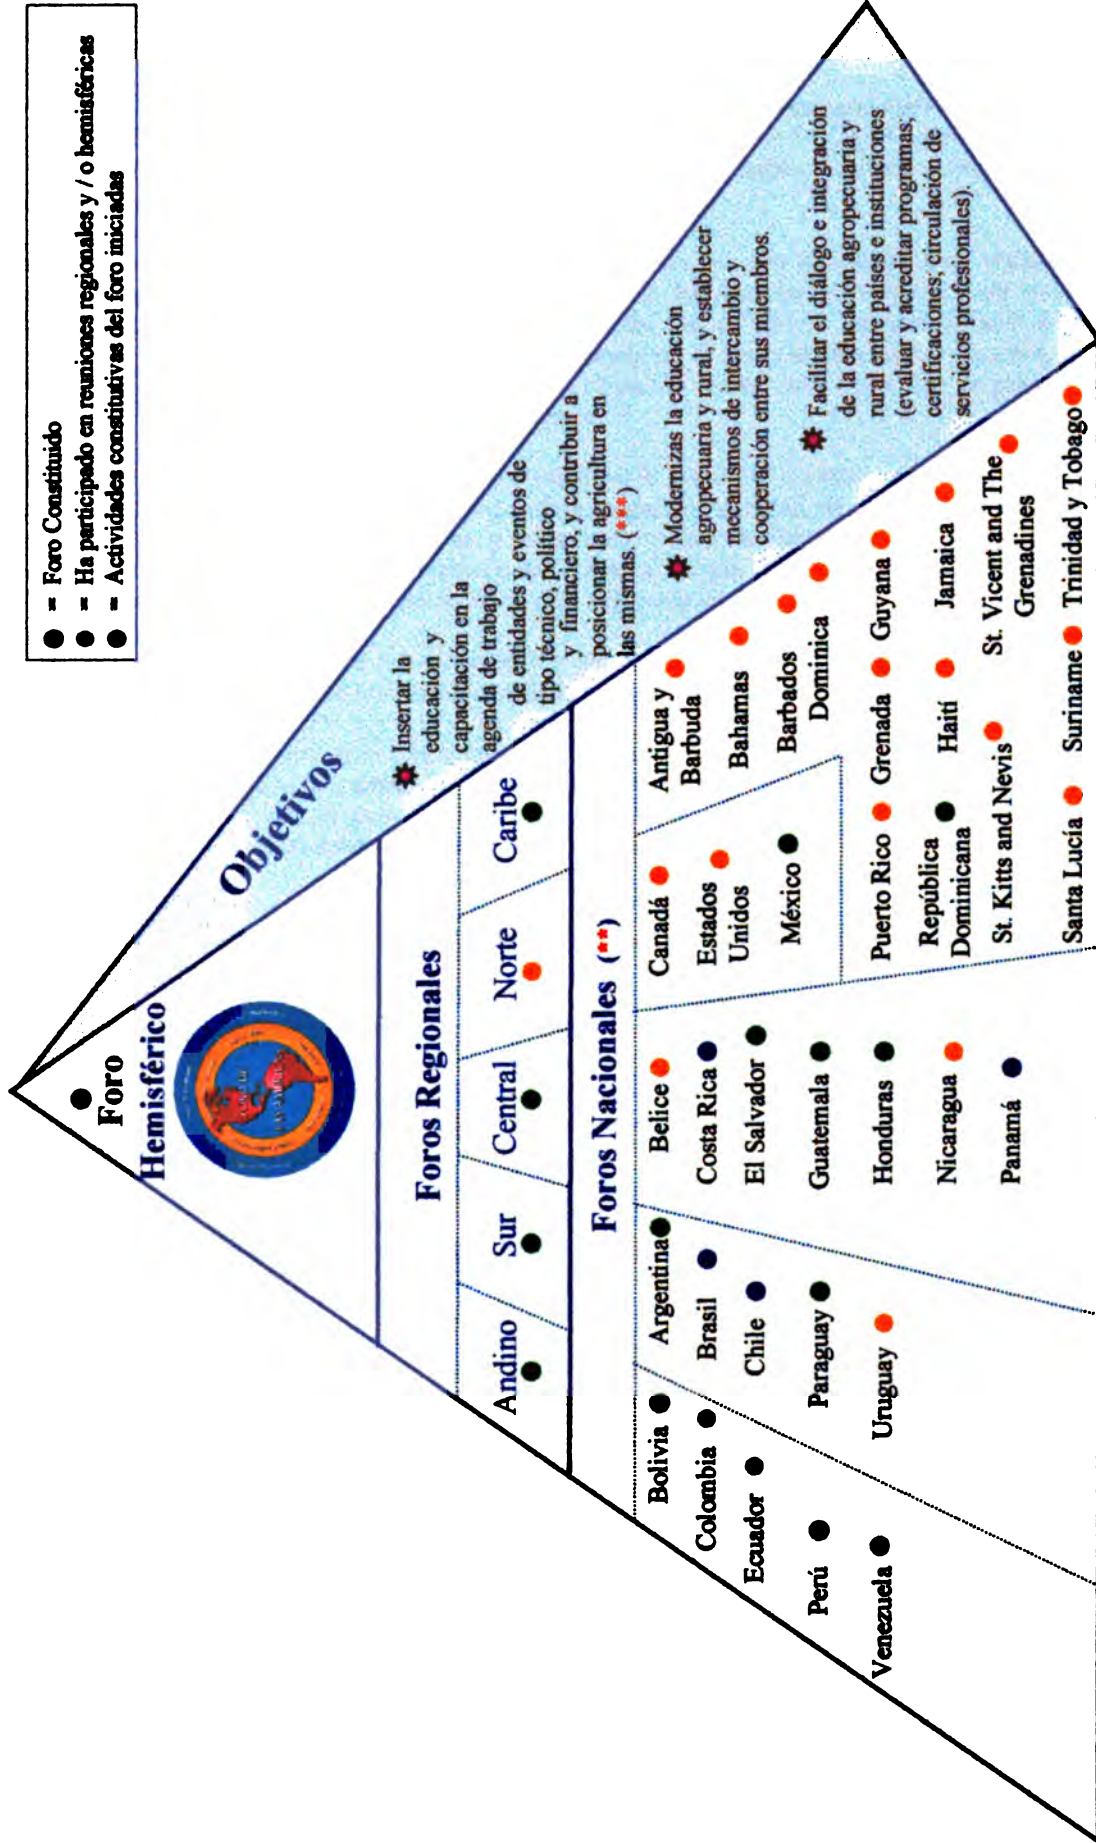 ● = Foro Constituido
● = Ha participado en reuniones regionales y / o hemisféricas
● = Actividades constitutivas del foro iniciadas
Foro
Hemisférico
Objetivos
Insertar la
educación y
capacitación en la
agenda de trabajo
de entidades y eventos de
tipo técnico, político
y financiero, y contribuir a
posicionar la agricultura en
las mismas. (***)
Modernizas la educación
agropecuaria y rural, y establecer
mecanismos de intercambio y
cooperación entre sus miembros.
Facilitar el diálogo e integración
de la educación agropecuaria y
rural entre países e instituciones
(evaluar y acreditar programas;
certificaciones; circulación de
servicios profesionales).
Foros Regionales
Andino
Sur
Central
Norte
Caribe
Foros Nacionales (**)
Bolivia
Colombia
Ecuador
Perú
Venezuela
Argentina
Brasil
Chile
Paraguay
Uruguay
Belice
Costa Rica
El Salvador
Guatemala
Honduras
Nicaragua
Panamá
Canadá
Estados
Unidos
México
Antigua y
Barbuda
Bahamas
Barbados
Dominica
Puerto Rico
Grenada
Guyana
República
Dominicana
Haití
Jamaica
St. Kitts and Nevis
St. Vicent and The
Grenadines
Santa Lucía
Suriname
Trinidad y Tobago